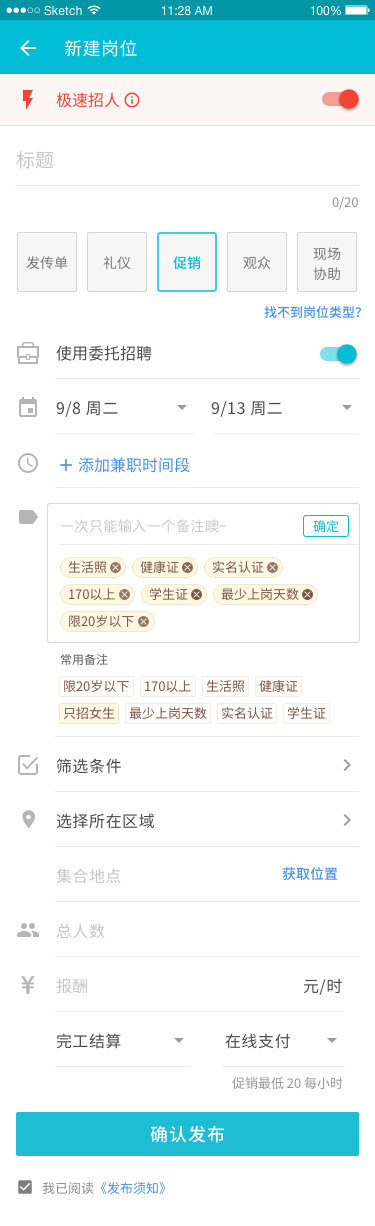 Sketch 11:28 AM 100%
新建岗位
极速招人
标题
0/20
发传单 礼仪 促销 观众 现场
协助
找不到岗位类型?
使用委托招聘
9/8 周二 9/13 周二
+ 添加兼职时间段
一次只能输入一个备注噢~ 确定
生活照 健康证 实名认证
170以上 学生证 最少上岗天数
限20岁以下
常用备注
限20岁以下 170以上 生活照 健康证
只招女生 最少上岗天数 实名认证 学生证
筛选条件
选择所在区域
集合地点 获取位置
总人数
¥ 报酬 元/时
完工结算 在线支付
促销最低 20 每小时
确认发布
我已阅读《发布须知》